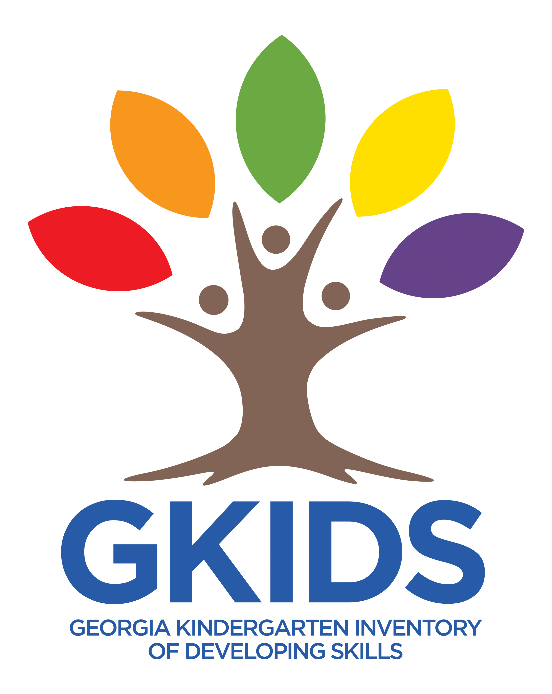 GKIDS
GEORGIA KINDERGARTEN INVENTORY
OF DEVELOPING SKILLS